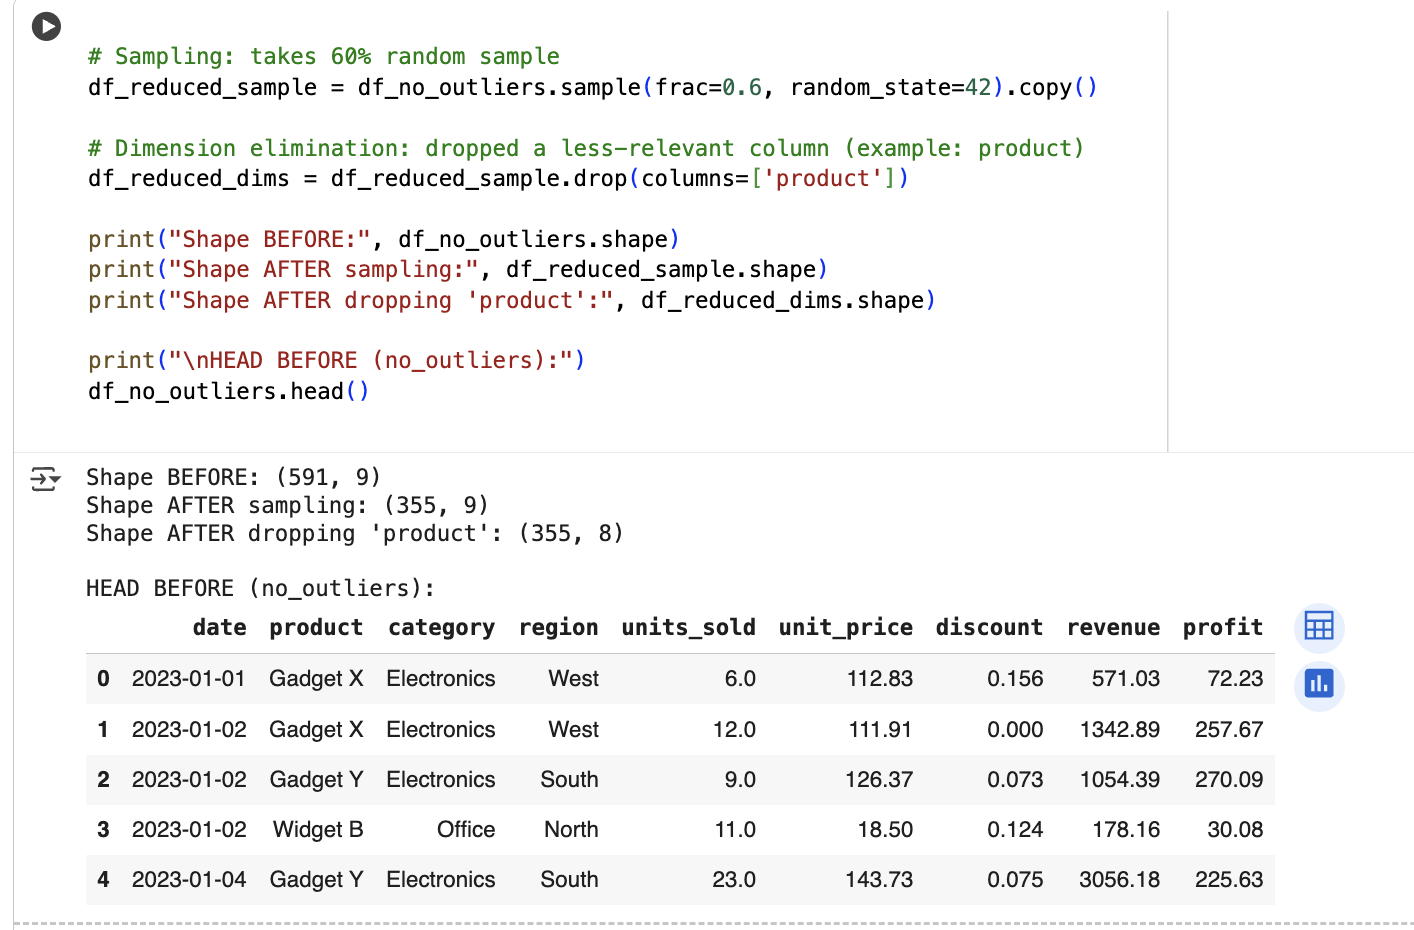 # Sampling: takes 60% random sample
df_reduced_sample = df_no_outliers.sample(frac=0.6, random_state=42).copy()
# Dimension elimination: dropped a less-relevant column (example: product)
df_reduced_dims = df_reduced_sample.drop(columns=['product'])
print("Shape BEFORE:", df_no_outliers.shape)
print("Shape AFTER sampling:", df_reduced_sample.shape)
print("Shape AFTER dropping 'product':", df_reduced_dims.shape)
print("\nHEAD BEFORE (no_outliers):")
df_no_outliers.head()
Shape BEFORE: (591, 9)
Shape AFTER sampling: (355, 9)
Shape AFTER dropping 'product': (355, 8)
HEAD BEFORE (no_outliers):
date product category region units_sold unit_price discount revenue profit
0 2023-01-01 Gadget X Electronics West 6.0 112.83 0.156 571.03 72.23
1 2023-01-02 Gadget X Electronics West 12.0 111.91 0.000 1342.89 257.67
2 2023-01-02 Gadget Y Electronics South 9.0 126.37 0.073 1054.39 270.09
3 2023-01-02 Widget B Office North 11.0 18.50 0.124 178.16 30.08
4 2023-01-04 Gadget Y Electronics South 23.0 143.73 0.075 3056.18 225.63